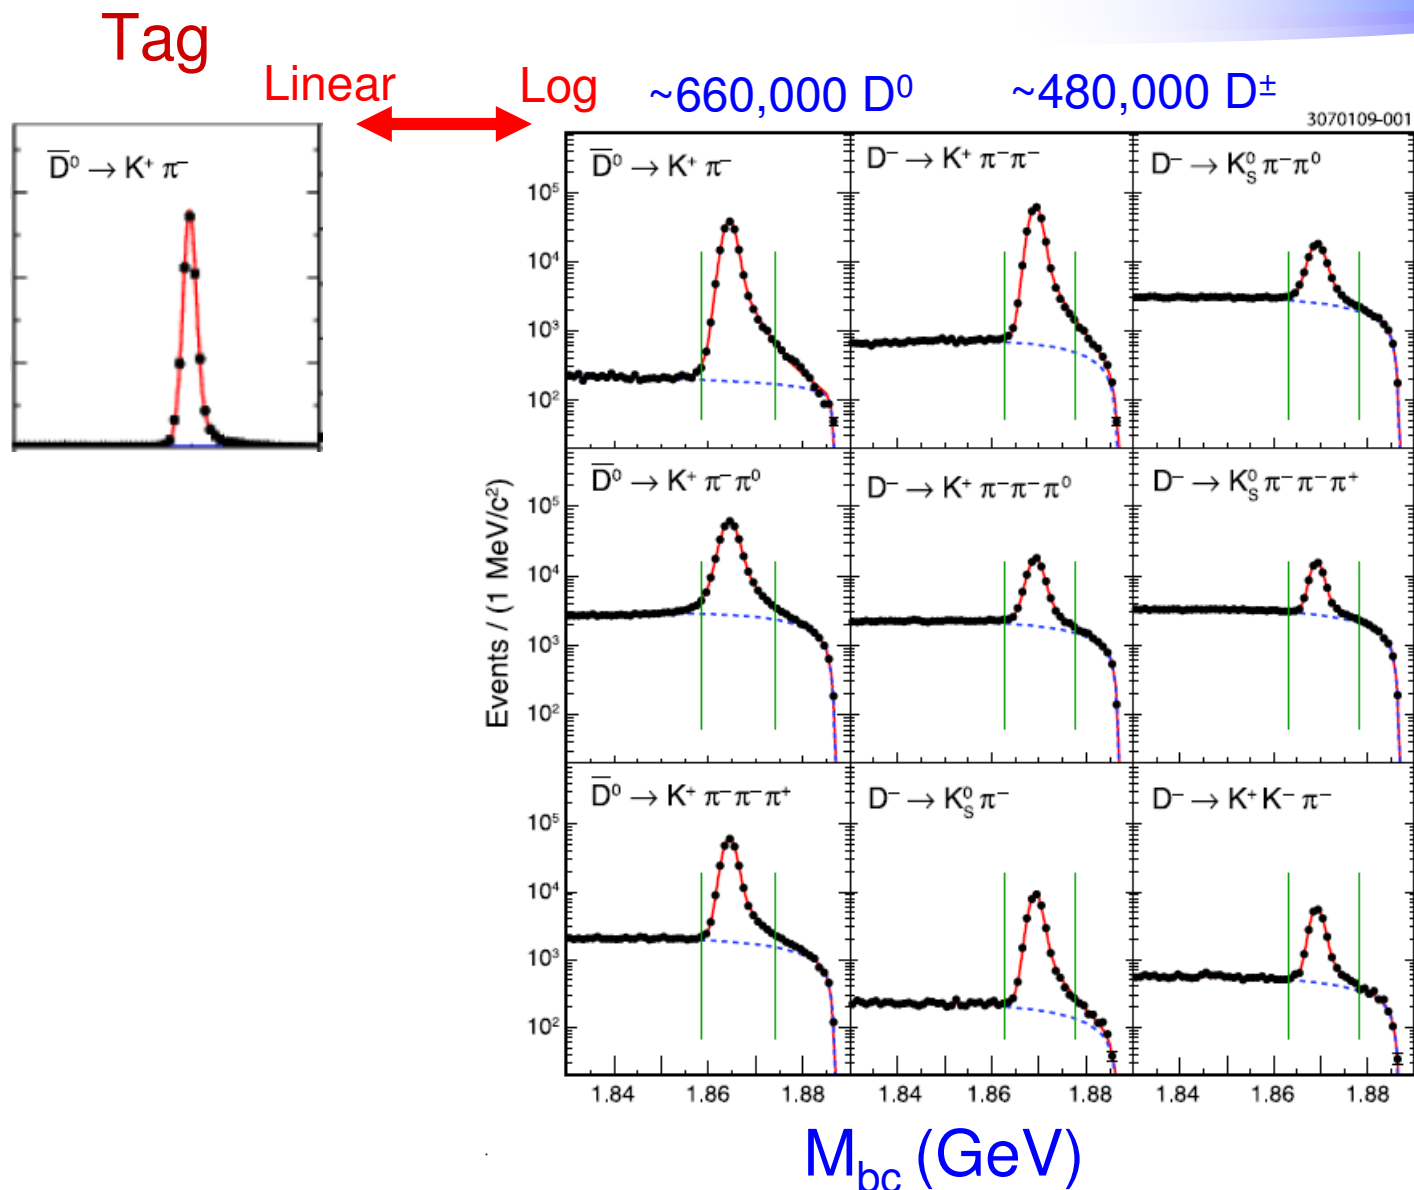 Tag
Linear Log ~660,000 D⁰ ~480,000 D±
3070109-001
D̅⁰ → K⁺ π⁻
D̅⁰ → K⁺ π⁻
D⁻ → K⁺ π⁻π⁻
D⁻ → K⁰S π⁻π⁰
10⁵
10⁴
10³
10²
D̅⁰ → K⁺ π⁻π⁰
D⁻ → K⁺ π⁻π⁻π⁰
D⁻ → K⁰S π⁻π⁻π⁺
10⁵
10⁴
10³
10²
Events / (1 MeV/c²)
D̅⁰ → K⁺ π⁻π⁻π⁺
D⁻ → K⁰S π⁻
D⁻ → K⁺ K⁻ π⁻
10⁵
10⁴
10³
10²
1.84 1.86 1.88 1.84 1.86 1.88 1.84 1.86 1.88
Mbc (GeV)